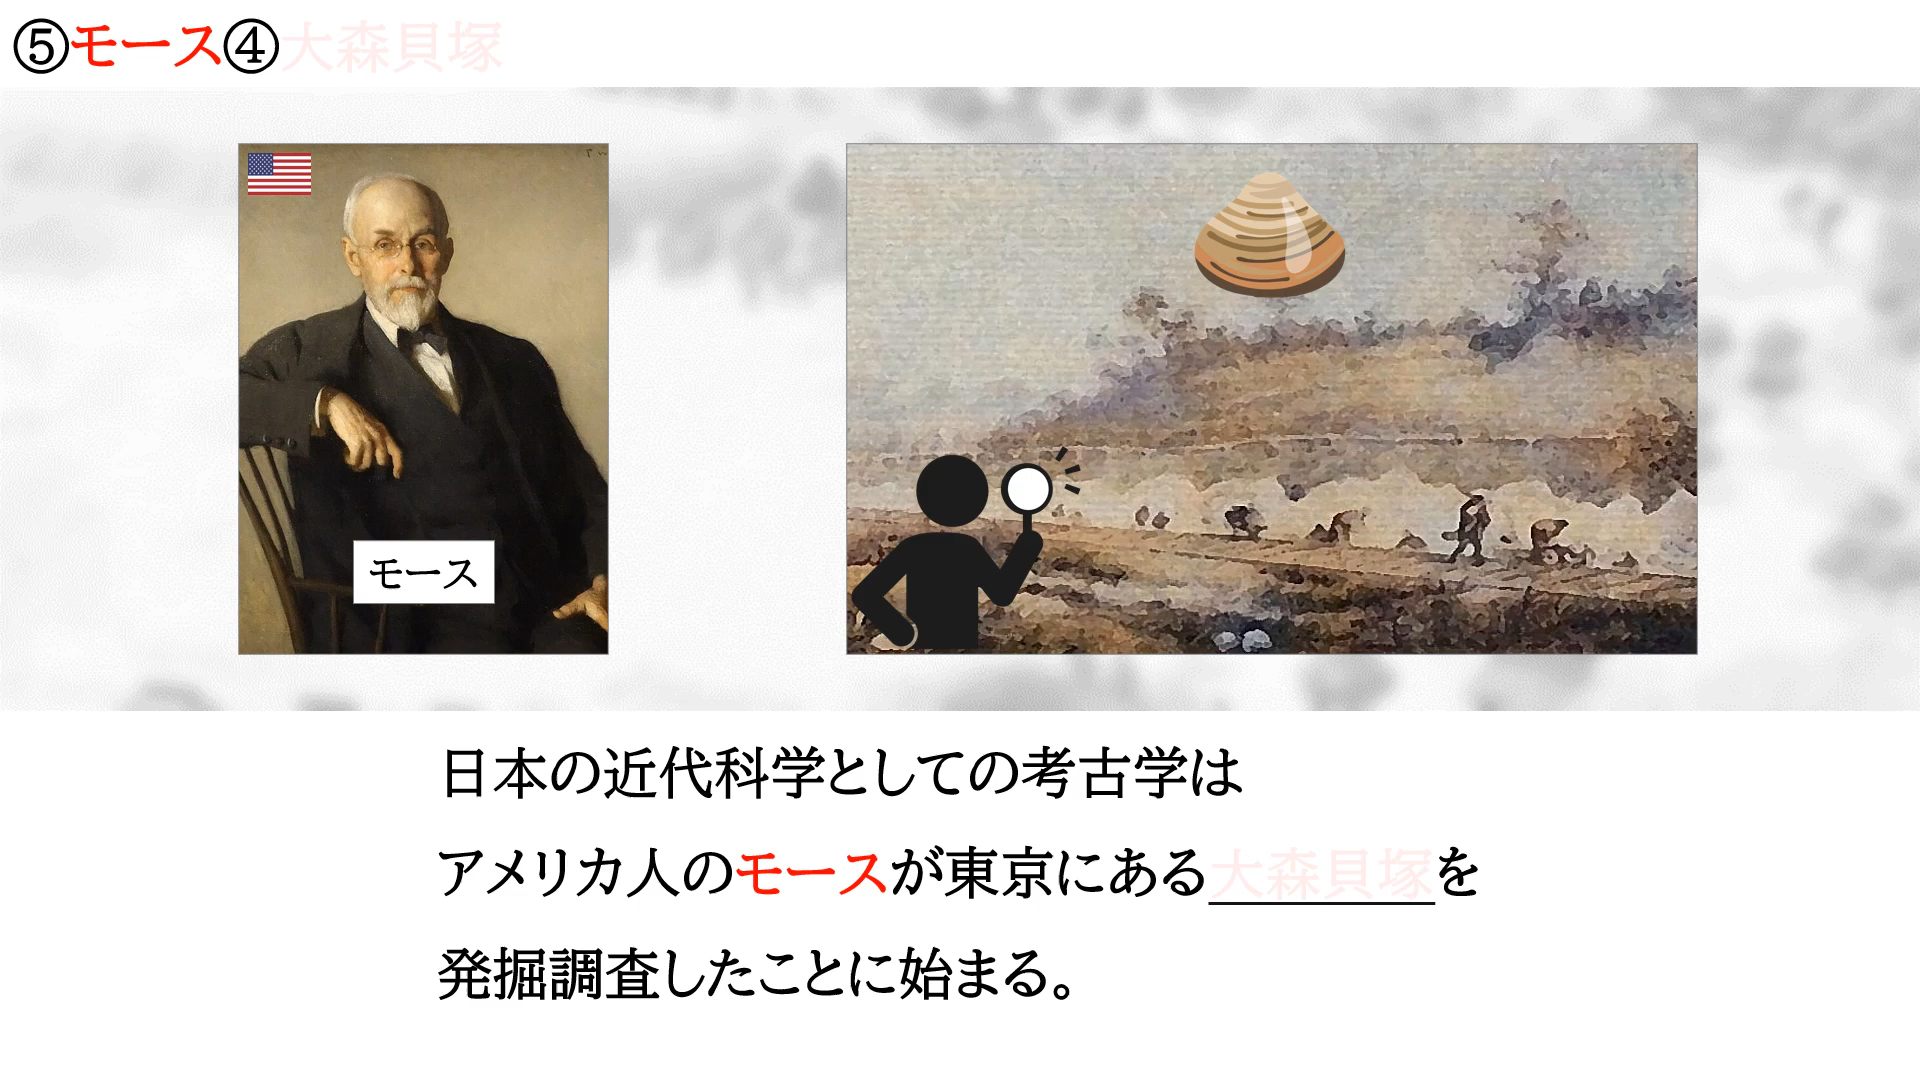 ⑤モース④大森貝塚
モース
日本の近代科学としての考古学は
アメリカ人のモースが東京にある大森貝塚を
発掘調査したことに始まる。